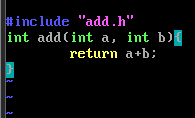 #include "add.h"
int add(int a, int b){
        return a+b;
}
~
~
~